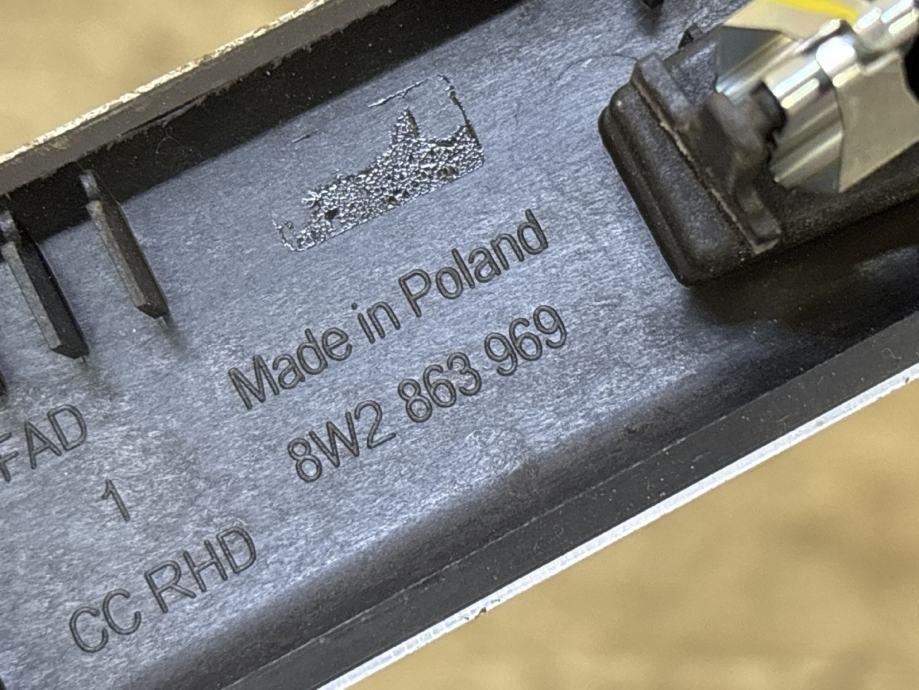 Made in Poland
8W2 863 969
FAD
1
CC RHD